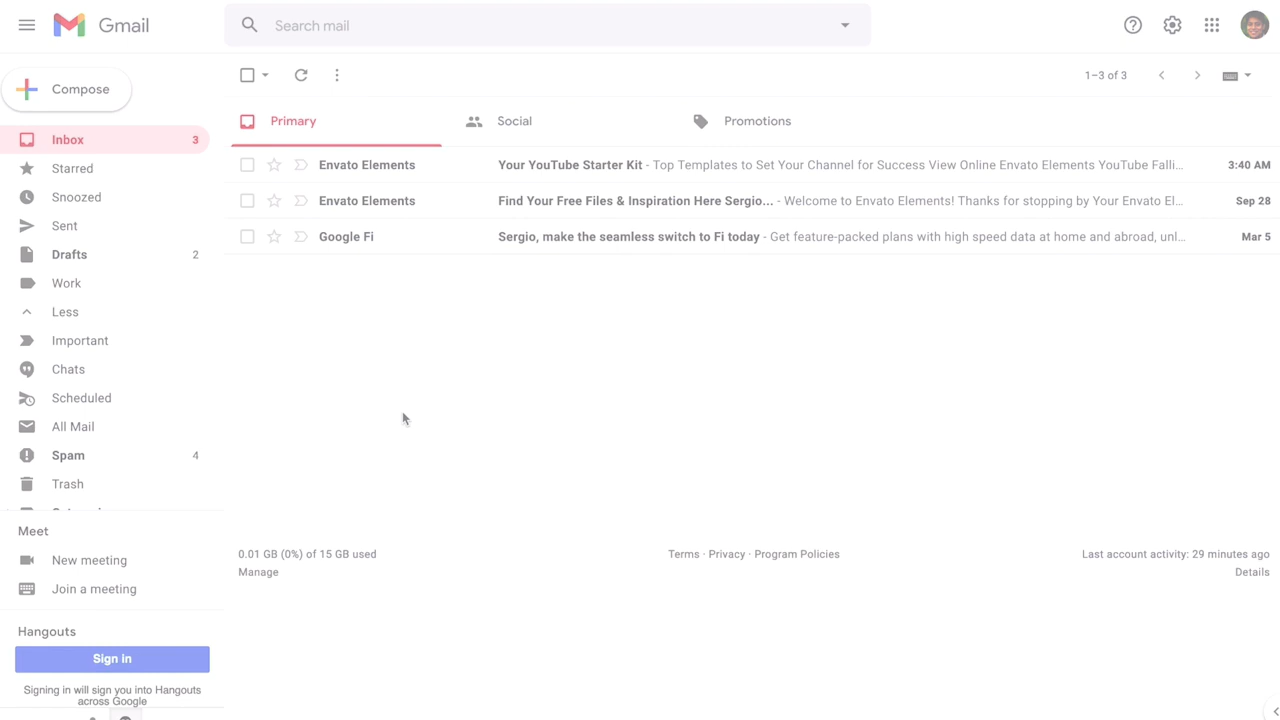 Gmail
Search mail
Compose
1–3 of 3
Primary
Social
Promotions
Inbox 3
Starred
Snoozed
Sent
Drafts 2
Work
Less
Important
Chats
Scheduled
All Mail
Spam 4
Trash
Envato Elements Your YouTube Starter Kit - Top Templates to Set Your Channel for Success View Online Envato Elements YouTube Falli... 3:40 AM
Envato Elements Find Your Free Files & Inspiration Here Sergio... - Welcome to Envato Elements! Thanks for stopping by Your Envato El... Sep 28
Google Fi Sergio, make the seamless switch to Fi today - Get feature-packed plans with high speed data at home and abroad, unl... Mar 5
Meet
New meeting
Join a meeting
Hangouts
Sign in
Signing in will sign you into Hangouts
across Google
0.01 GB (0%) of 15 GB used
Manage
Terms · Privacy · Program Policies
Last account activity: 29 minutes ago
Details